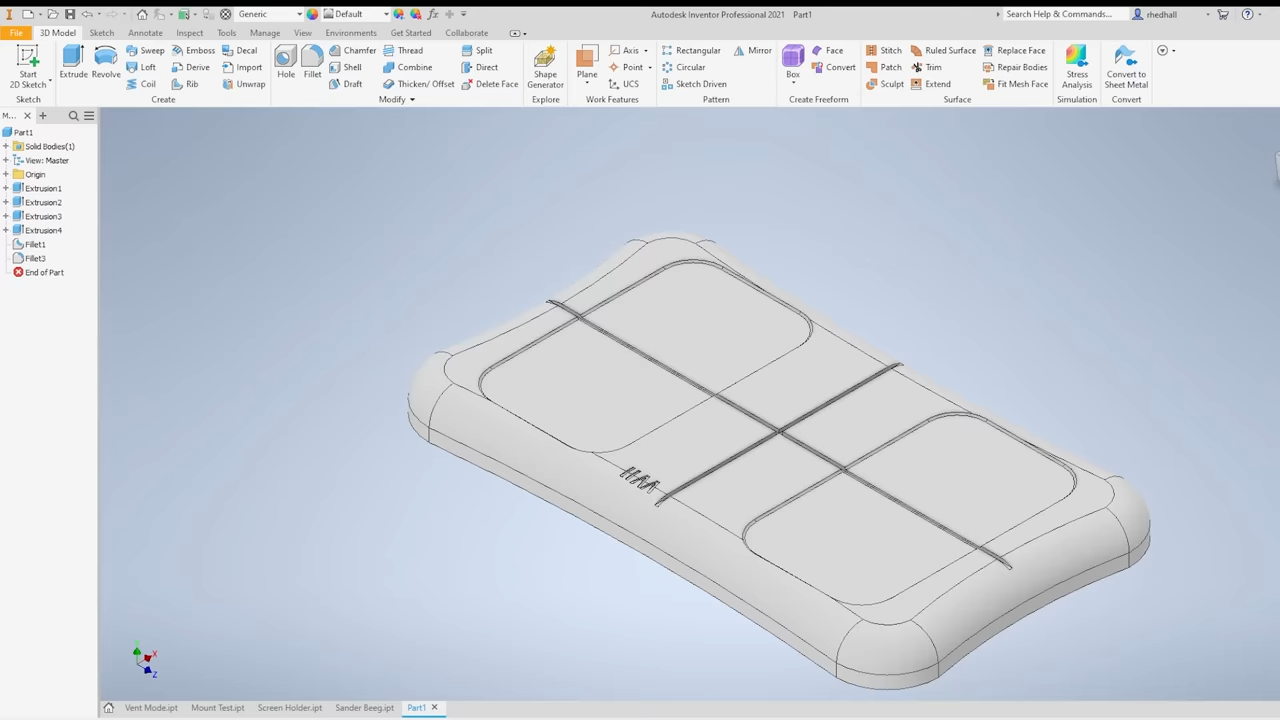 Generic Default fx Autodesk Inventor Professional 2021 Part1 Search Help & Commands... rhedhall
File 3D Model Sketch Annotate Inspect Tools Manage View Environments Get Started Collaborate
Start 2D Sketch
Sketch
Extrude Revolve
Sweep Emboss Decal
Loft Derive Import
Coil Rib Unwrap
Create
Hole Fillet
Chamfer Thread Split
Shell Combine Direct
Draft Thicken/ Offset Delete Face
Modify
Shape Generator
Explore
Plane
Axis
Point
UCS
Work Features
Rectangular Mirror
Circular
Sketch Driven
Pattern
Box
Face
Convert
Create Freeform
Stitch Ruled Surface Replace Face
Patch Trim Repair Bodies
Sculpt Extend Fit Mesh Face
Surface
Stress Analysis
Simulation
Convert to Sheet Metal
Convert
M...
Part1
Solid Bodies(1)
View: Master
Origin
Extrusion1
Extrusion2
Extrusion3
Extrusion4
Fillet1
Fillet3
End of Part
Wii
X
Z
Vent Mode.ipt Mount Test.ipt Screen Holder.ipt Sander Beeg.ipt Part1